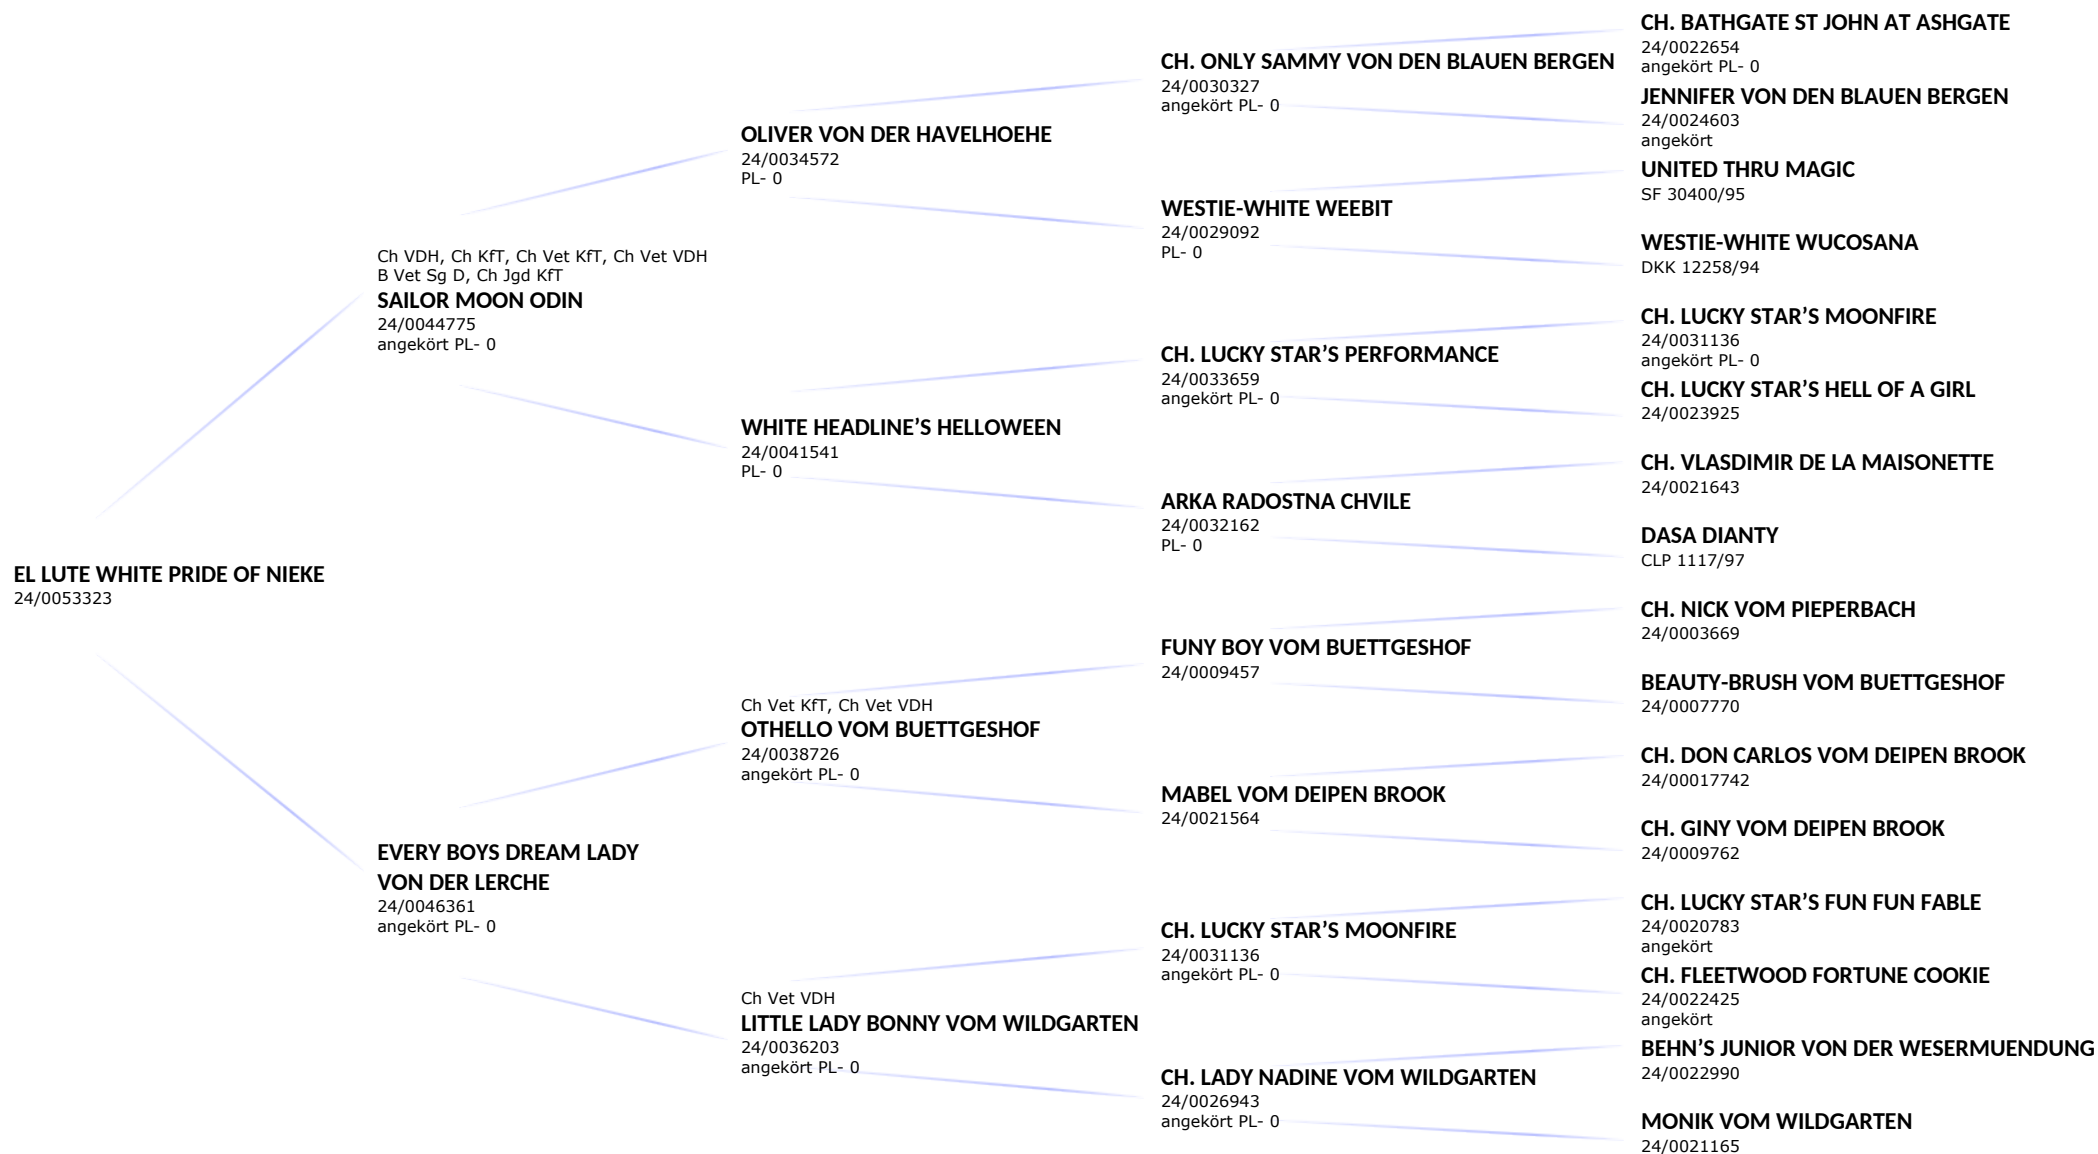 EL LUTE WHITE PRIDE OF NIEKE
24/0053323
Ch VDH, Ch KfT, Ch Vet KfT, Ch Vet VDH
B Vet Sg D, Ch Jgd KfT
SAILOR MOON ODIN
24/0044775
angekört PL- 0
EVERY BOYS DREAM LADY
VON DER LERCHE
24/0046361
angekört PL- 0
OLIVER VON DER HAVELHOEHE
24/0034572
PL- 0
WHITE HEADLINE’S HELLOWEEN
24/0041541
PL- 0
Ch Vet KfT, Ch Vet VDH
OTHELLO VOM BUETTGESHOF
24/0038726
angekört PL- 0
Ch Vet VDH
LITTLE LADY BONNY VOM WILDGARTEN
24/0036203
angekört PL- 0
CH. ONLY SAMMY VON DEN BLAUEN BERGEN
24/0030327
angekört PL- 0
WESTIE-WHITE WEEBIT
24/0029092
PL- 0
CH. LUCKY STAR’S PERFORMANCE
24/0033659
angekört PL- 0
ARKA RADOSTNA CHVILE
24/0032162
PL- 0
FUNY BOY VOM BUETTGESHOF
24/0009457
MABEL VOM DEIPEN BROOK
24/0021564
CH. LUCKY STAR’S MOONFIRE
24/0031136
angekört PL- 0
CH. LADY NADINE VOM WILDGARTEN
24/0026943
angekört PL- 0
CH. BATHGATE ST JOHN AT ASHGATE
24/0022654
angekört PL- 0
JENNIFER VON DEN BLAUEN BERGEN
24/0024603
angekört
UNITED THRU MAGIC
SF 30400/95
WESTIE-WHITE WUCOSANA
DKK 12258/94
CH. LUCKY STAR’S MOONFIRE
24/0031136
angekört PL- 0
CH. LUCKY STAR’S HELL OF A GIRL
24/0023925
CH. VLASDIMIR DE LA MAISONETTE
24/0021643
DASA DIANTY
CLP 1117/97
CH. NICK VOM PIEPERBACH
24/0003669
BEAUTY-BRUSH VOM BUETTGESHOF
24/0007770
CH. DON CARLOS VOM DEIPEN BROOK
24/00017742
CH. GINY VOM DEIPEN BROOK
24/0009762
CH. LUCKY STAR’S FUN FUN FABLE
24/0020783
angekört
CH. FLEETWOOD FORTUNE COOKIE
24/0022425
angekört
BEHN’S JUNIOR VON DER WESERMUENDUNG
24/0022990
MONIK VOM WILDGARTEN
24/0021165